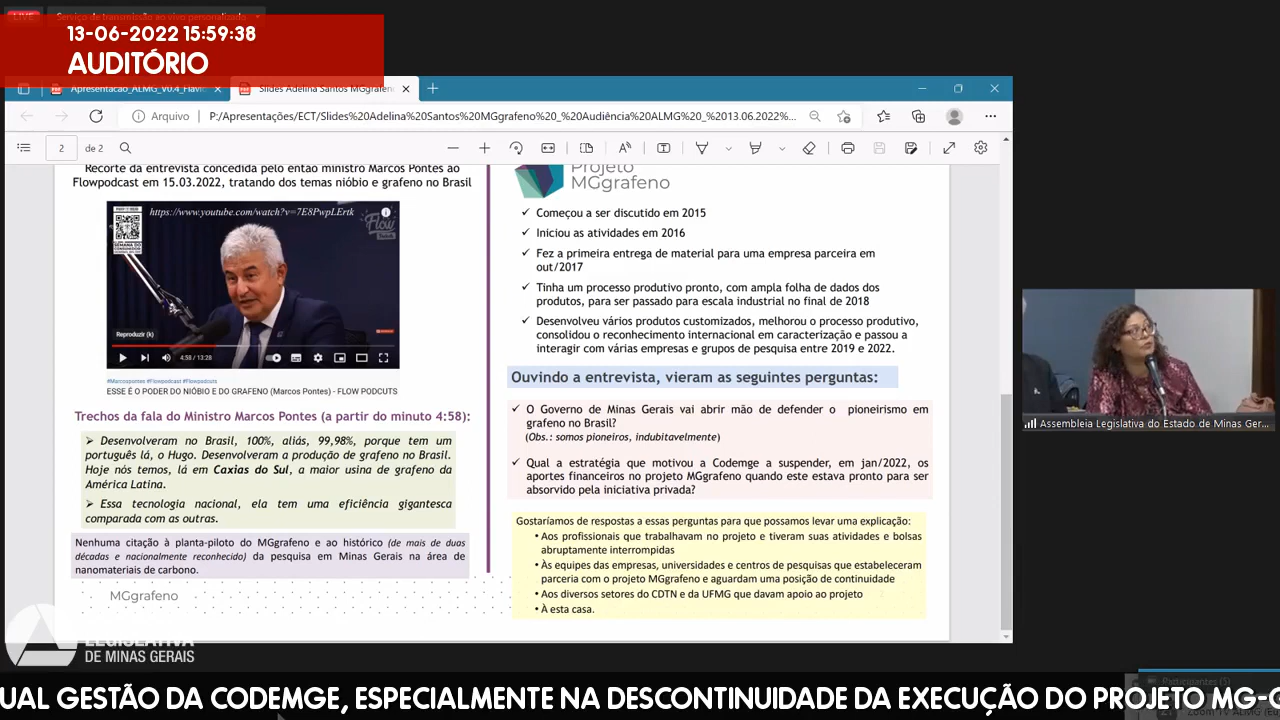 LIVE
Serviço de transmissão ao vivo personalizado
13-06-2022 15:59:38
AUDITÓRIO
Apresentacao_ALMG_V0.4_Flavi
Slides Adelina Santos MGgrafen
Arquivo
P:/Apresentações/ECT/Slides%20Adelina%20Santos%20MGgrafeno%20_%20Audiência%20ALMG%20_%2013.06.2022%...
2 de 2
Recorte da entrevista concedida pelo então ministro Marcos Pontes ao
Flowpodcast em 15.03.2022, tratando dos temas nióbio e grafeno no Brasil
https://www.youtube.com/watch?v=7E8PwpLErtk
SEMANA DO
CONSUMIDOR
Flow
Reproduzir (k)
4:58 / 13:28
#Marcospontes #Flowpodcast #Flowpodcuts
ESSE É O PODER DO NIÓBIO E DO GRAFENO (Marcos Pontes) - FLOW PODCUTS
Trechos da fala do Ministro Marcos Pontes (a partir do minuto 4:58):
➢ Desenvolveram no Brasil, 100%, aliás, 99,98%, porque tem um
português lá, o Hugo. Desenvolveram a produção de grafeno no Brasil.
Hoje nós temos, lá em Caxias do Sul, a maior usina de grafeno da
América Latina.
➢ Essa tecnologia nacional, ela tem uma eficiência gigantesca
comparada com as outras.
Nenhuma citação à planta-piloto do MGgrafeno e ao histórico (de mais de duas
décadas e nacionalmente reconhecido) da pesquisa em Minas Gerais na área de
nanomateriais de carbono.
MGgrafeno
Projeto
MGgrafeno
✓ Começou a ser discutido em 2015
✓ Iniciou as atividades em 2016
✓ Fez a primeira entrega de material para uma empresa parceira em
out/2017
✓ Tinha um processo produtivo pronto, com ampla folha de dados dos
produtos, para ser passado para escala industrial no final de 2018
✓ Desenvolveu vários produtos customizados, melhorou o processo produtivo,
consolidou o reconhecimento internacional em caracterização e passou a
interagir com várias empresas e grupos de pesquisa entre 2019 e 2022.
Ouvindo a entrevista, vieram as seguintes perguntas:
✓ O Governo de Minas Gerais vai abrir mão de defender o pioneirismo em
grafeno no Brasil?
(Obs.: somos pioneiros, indubitavelmente)
✓ Qual a estratégia que motivou a Codemge a suspender, em jan/2022, os
aportes financeiros no projeto MGgrafeno quando este estava pronto para ser
absorvido pela iniciativa privada?
Gostaríamos de respostas a essas perguntas para que possamos levar uma explicação:
• Aos profissionais que trabalhavam no projeto e tiveram suas atividades e bolsas
abruptamente interrompidas
• Às equipes das empresas, universidades e centros de pesquisas que estabeleceram
parceria com o projeto MGgrafeno e aguardam uma posição de continuidade
• Aos diversos setores do CDTN e da UFMG que davam apoio ao projeto
• À esta casa.
Assembleia Legislativa do Estado de Minas Ger...
LEGISLATIVA
DE MINAS GERAIS
Participantes (5)
UAL GESTÃO DA CODEMGE, ESPECIALMENTE NA DESCONTINUIDADE DA EXECUÇÃO DO PROJETO MG-G